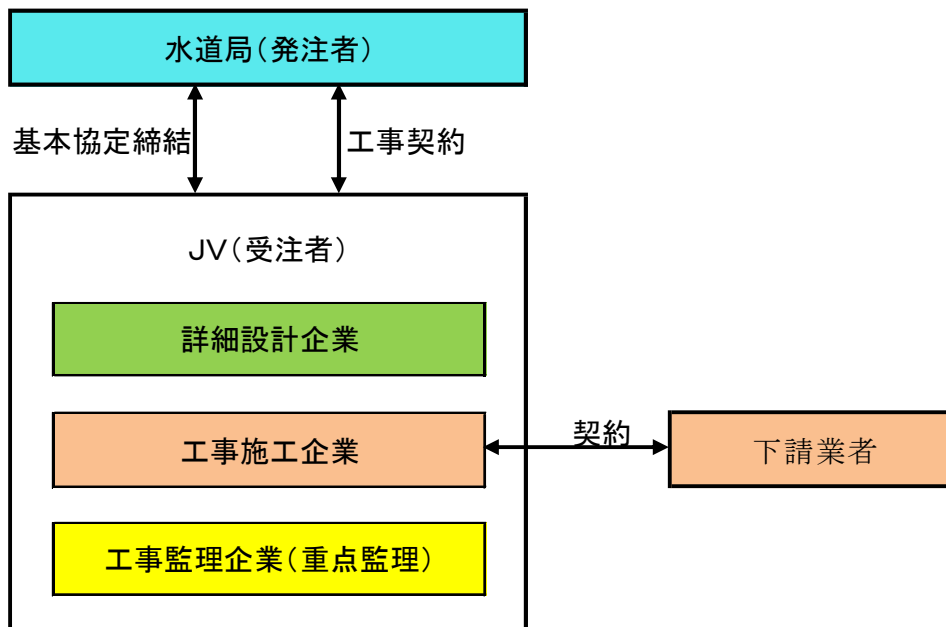 水道局（発注者）
基本協定締結
工事契約
ＪＶ（受注者）
詳細設計企業
工事施工企業
契約
下請業者
工事監理企業（重点監理）